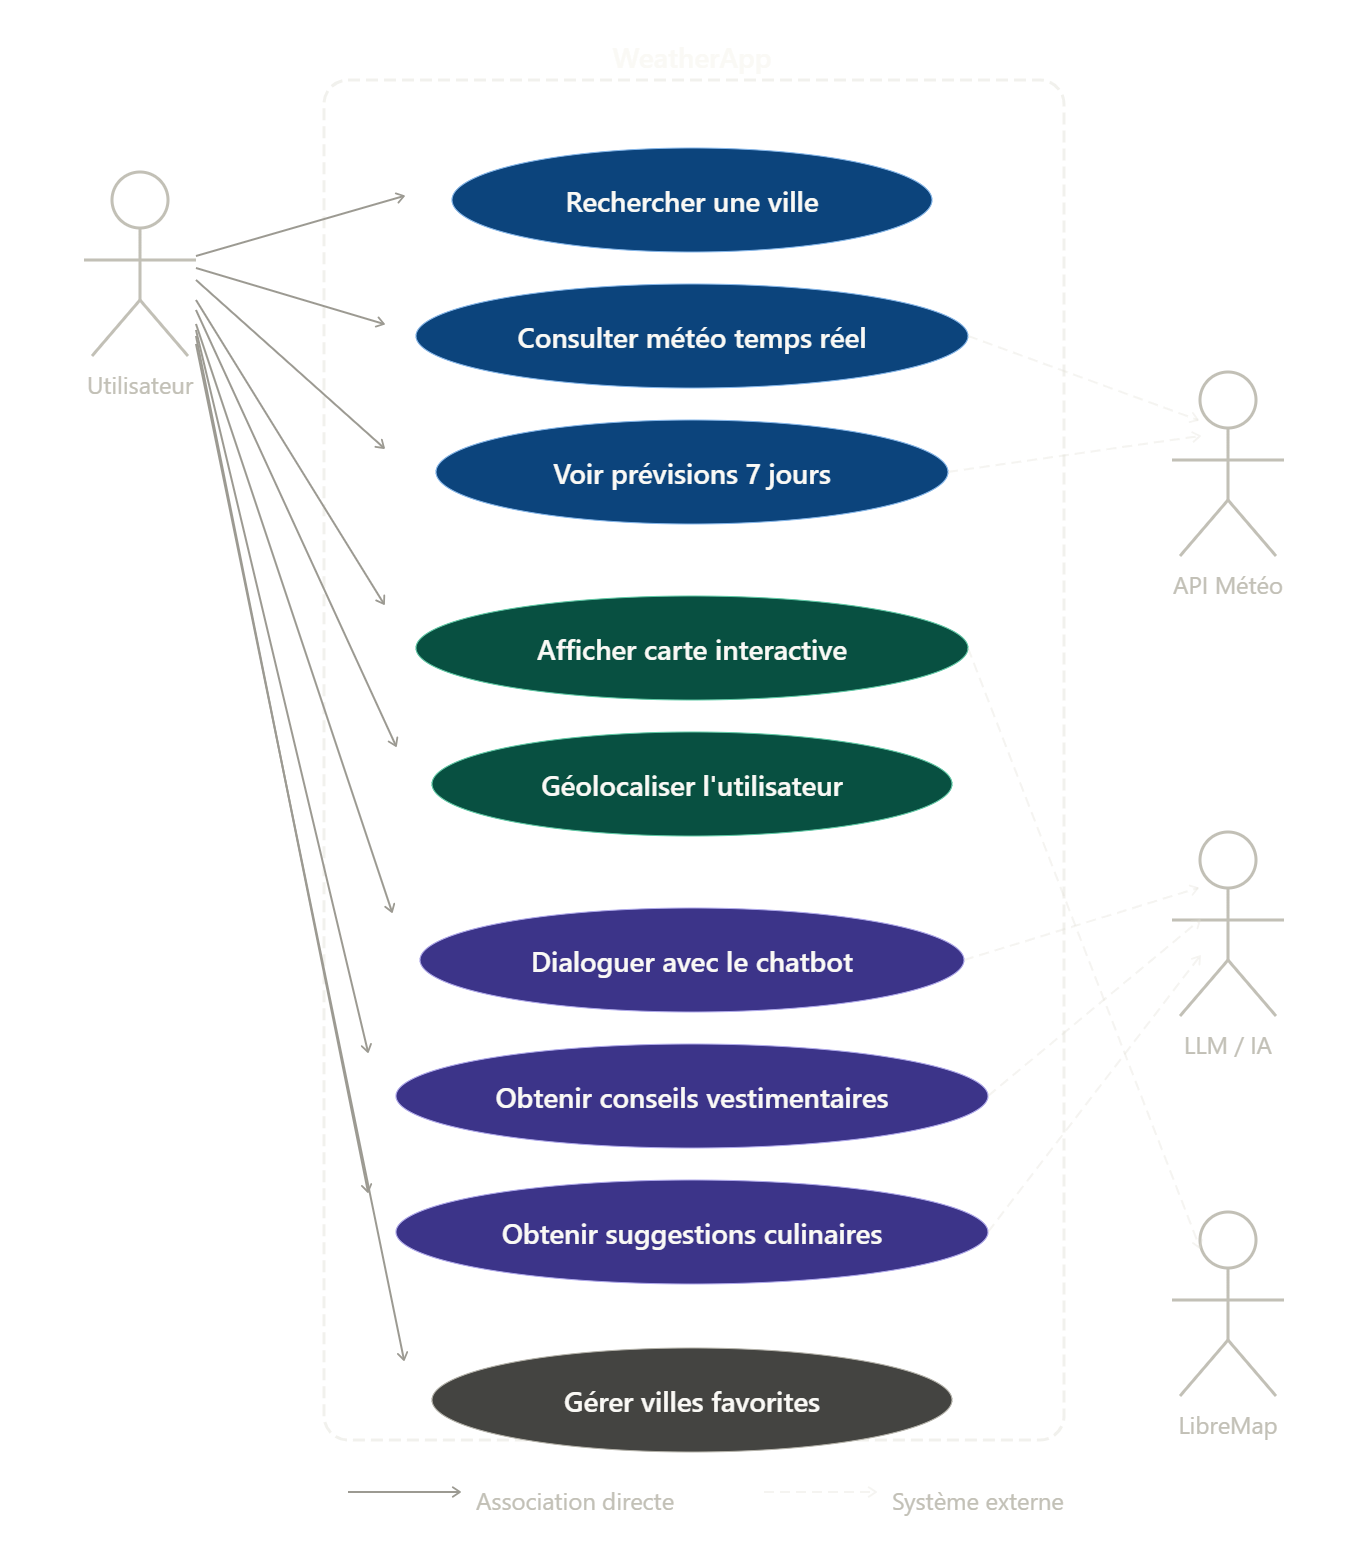 WeatherApp
Rechercher une ville
Consulter météo temps réel
Utilisateur
Voir prévisions 7 jours
API Météo
Afficher carte interactive
Géolocaliser l'utilisateur
Dialoguer avec le chatbot
LLM / IA
Obtenir conseils vestimentaires
Obtenir suggestions culinaires
Gérer villes favorites
LibreMap
Association directe
Système externe